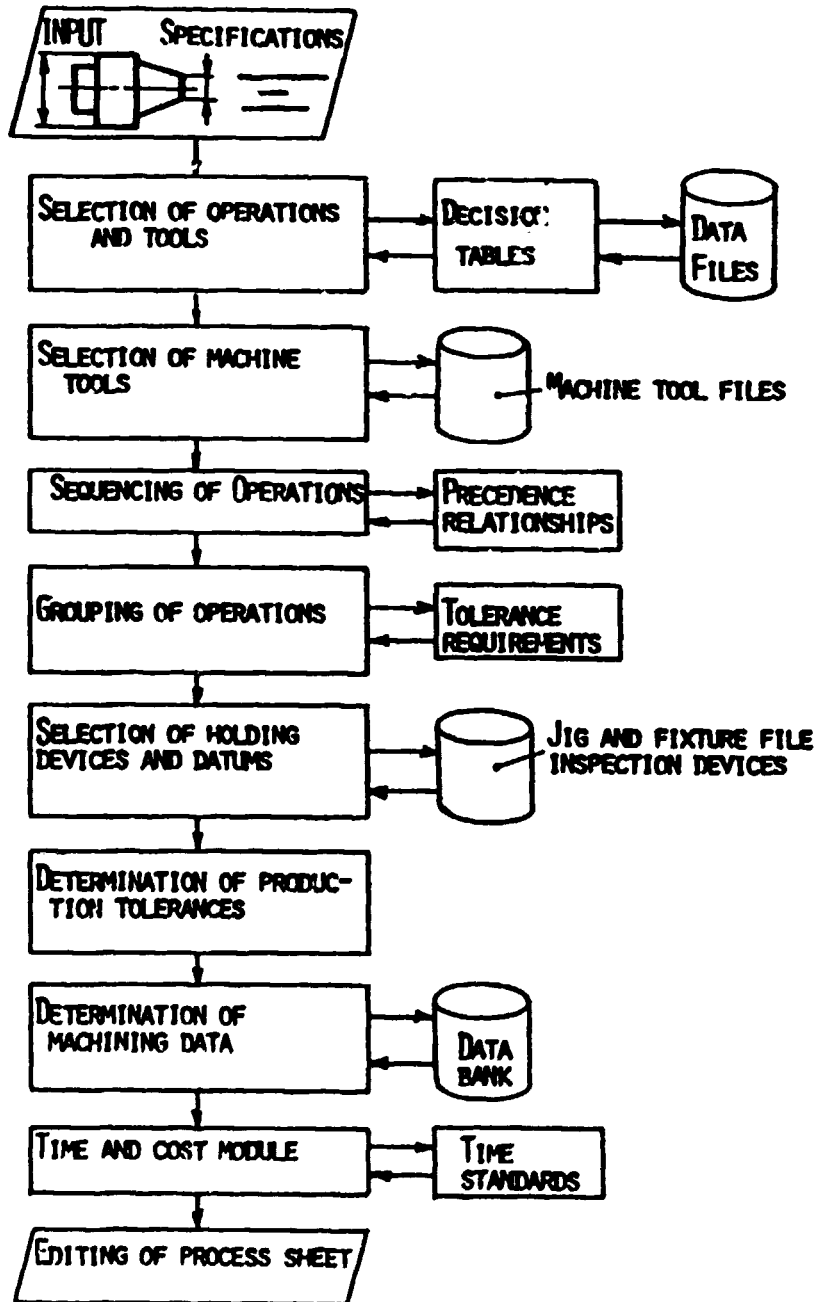 INPUT SPECIFICATIONS
SELECTION OF OPERATIONS
AND TOOLS
DECISION
TABLES
DATA
FILES
SELECTION OF MACHINE
TOOLS
MACHINE TOOL FILES
SEQUENCING OF OPERATIONS
PRECEDENCE
RELATIONSHIPS
GROUPING OF OPERATIONS
TOLERANCE
REQUIREMENTS
SELECTION OF HOLDING
DEVICES AND DATUMS
JIG AND FIXTURE FILE
INSPECTION DEVICES
DETERMINATION OF PRODUC-
TION TOLERANCES
DETERMINATION OF
MACHINING DATA
DATA
BANK
TIME AND COST MODULE
TIME
STANDARDS
EDITING OF PROCESS SHEET